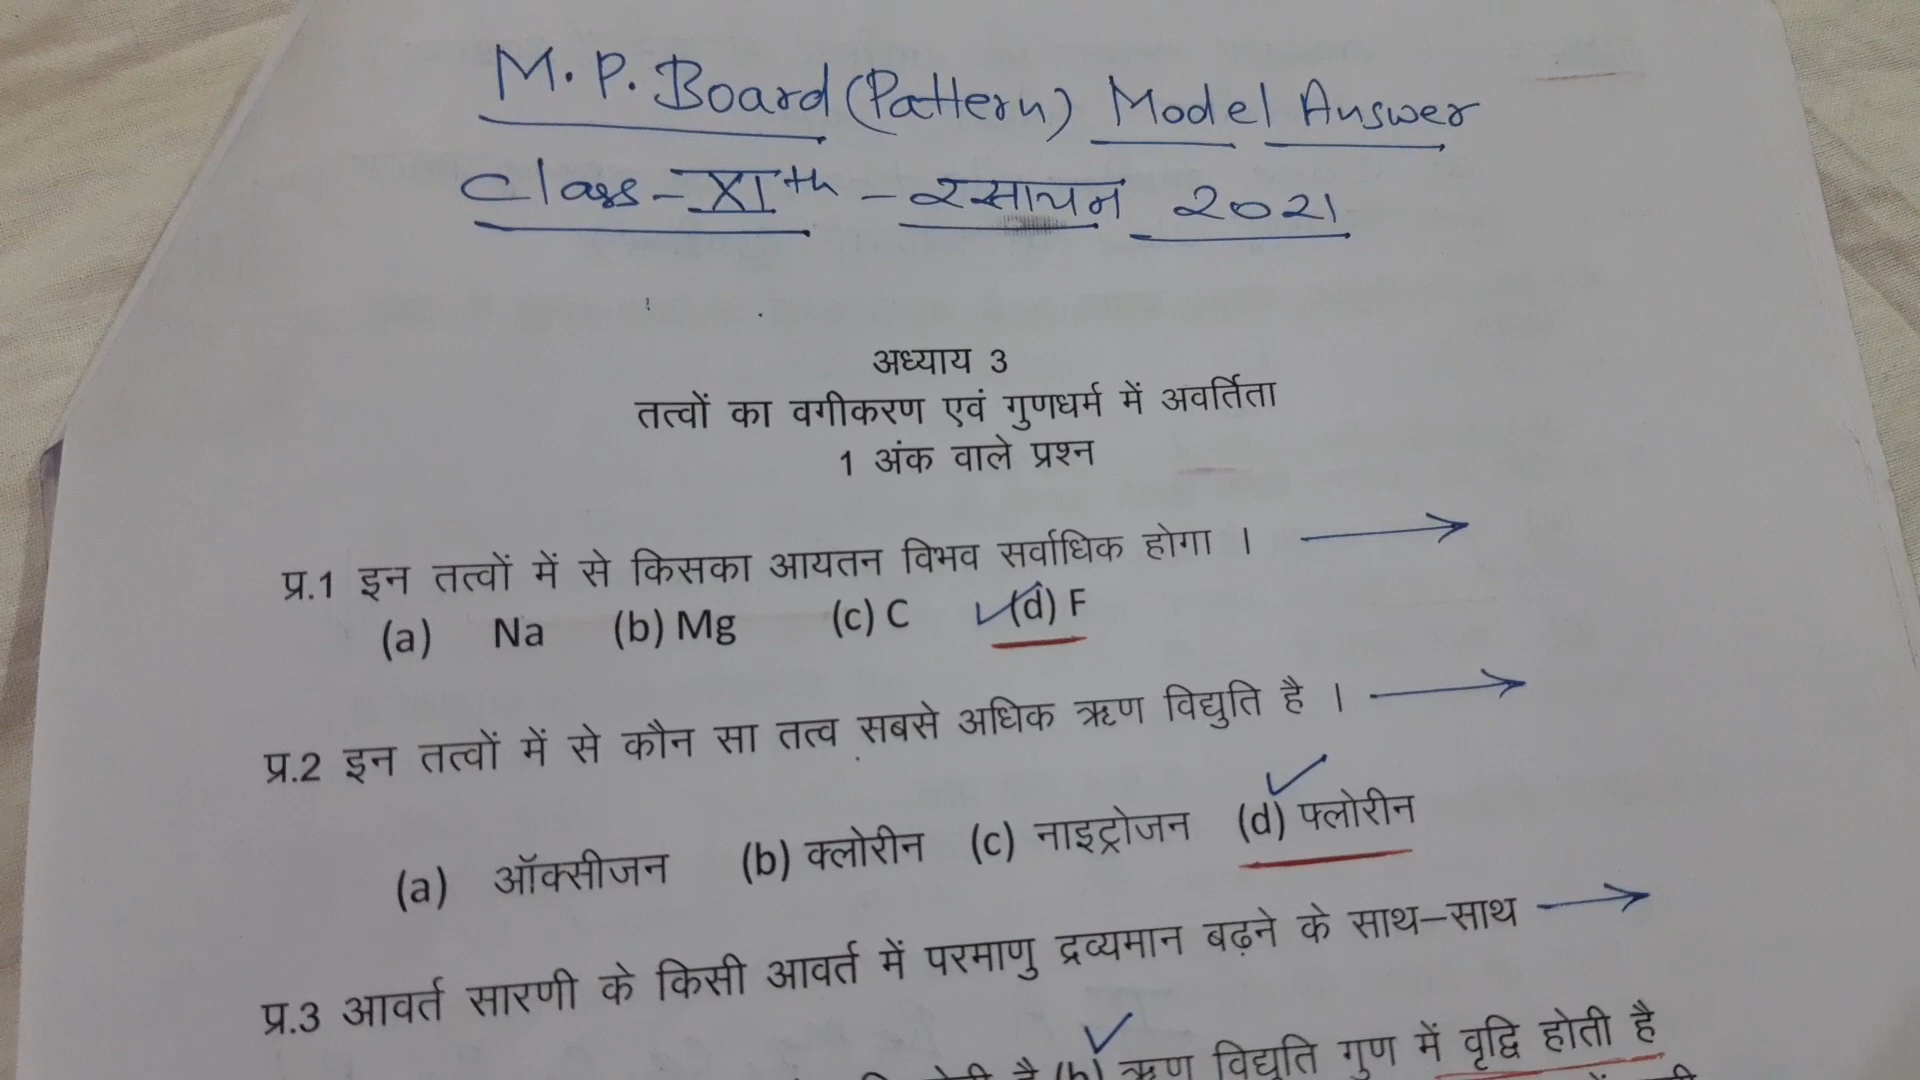 M. P. Board (Pattern) Model Answer
Class - XIth - रसायन २०२१
अध्याय 3
तत्वों का वगीकरण एवं गुणधर्म में अवर्तिता
1 अंक वाले प्रश्न
प्र.1 इन तत्वों में से किसका आयतन विभव सर्वाधिक होगा ।
(a) Na (b) Mg (c) C (d) F
प्र.2 इन तत्वों में से कौन सा तत्व सबसे अधिक ऋण विद्युति है ।
(a) ऑक्सीजन (b) क्लोरीन (c) नाइट्रोजन (d) फ्लोरीन
प्र.3 आवर्त सारणी के किसी आवर्त में परमाणु द्रव्यमान बढ़ने के साथ–साथ
है (b) ऋण विद्युति गुण में वृद्वि होती है